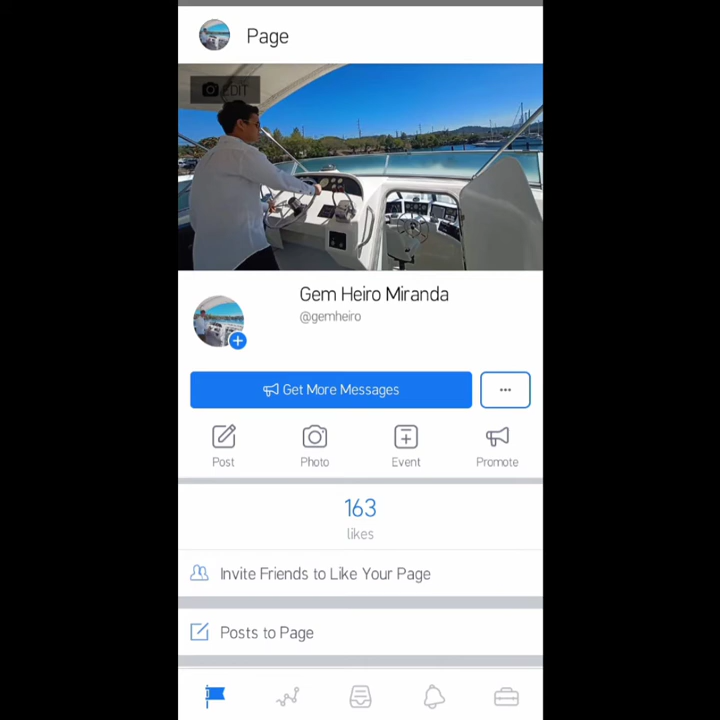 Page
EDIT
Gem Heiro Miranda
@gemheiro
Get More Messages
Post
Photo
Event
Promote
163
likes
Invite Friends to Like Your Page
Posts to Page